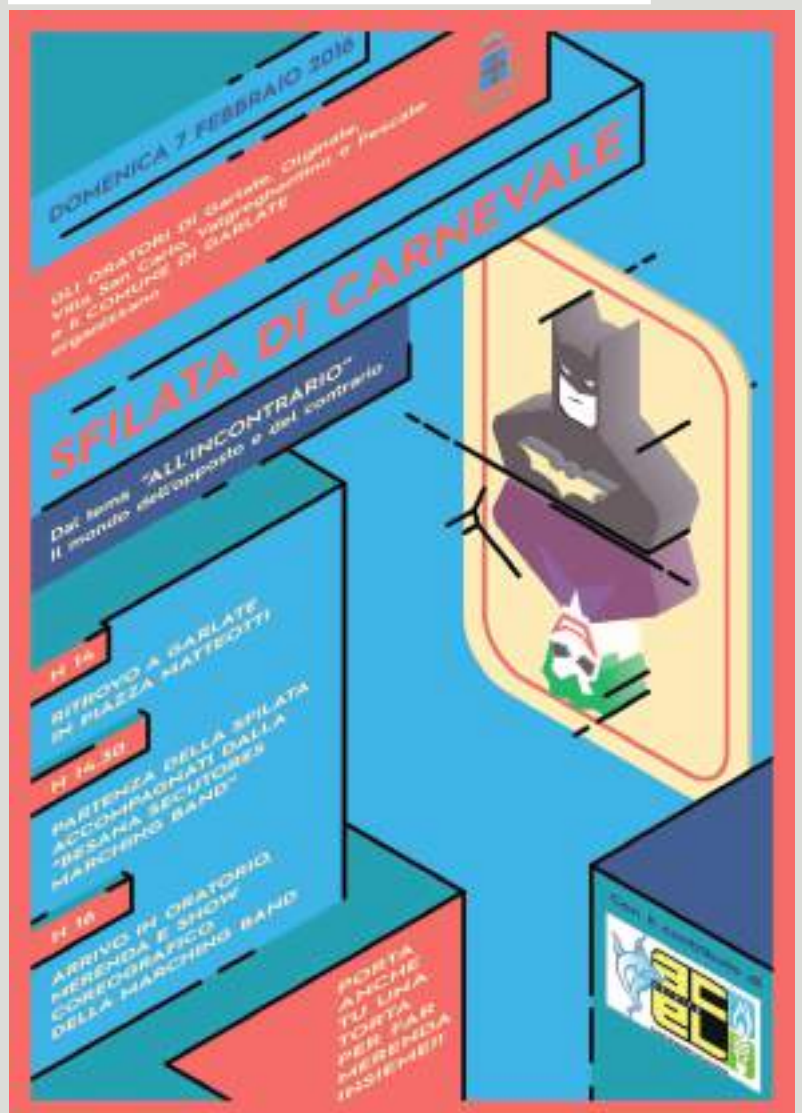 DOMENICA 7 FEBBRAIO 2016
GLI ORATORI DI Garlate, Olginate,
Villa San Carlo, Valgreghentino e Pescate
e il COMUNE DI GARLATE
organizzano
SFILATA DI CARNEVALE
Dal tema "ALL'INCONTRARIO"
Il mondo dell'opposto e del contrario
H 14
RITROVO A GARLATE
IN PIAZZA MATTEOTTI
H 14.30
PARTENZA DELLA SFILATA
ACCOMPAGNATI DALLA
"BESANA SECUTORES
MARCHING BAND"
H 16
ARRIVO IN ORATORIO,
MERENDA E SHOW
COREOGRAFICO
DELLA MARCHING BAND
PORTA
ANCHE
TU UNA
TORTA
PER FAR
MERENDA
INSIEME!!
con il contributo di
acel